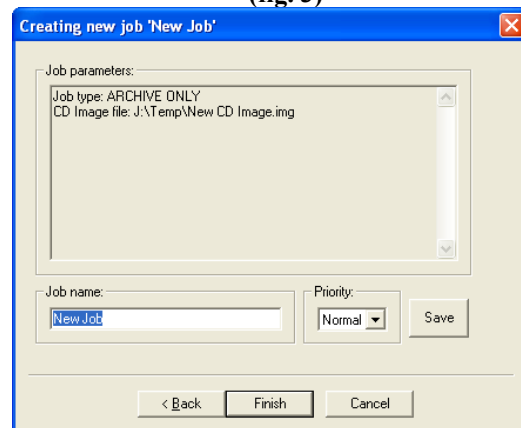 Creating new job 'New Job'
Job parameters:
Job type: ARCHIVE ONLY
CD Image file: J:\Temp\New CD Image.img
Job name:
Priority:
New Job
Normal
Save
< Back
Finish
Cancel